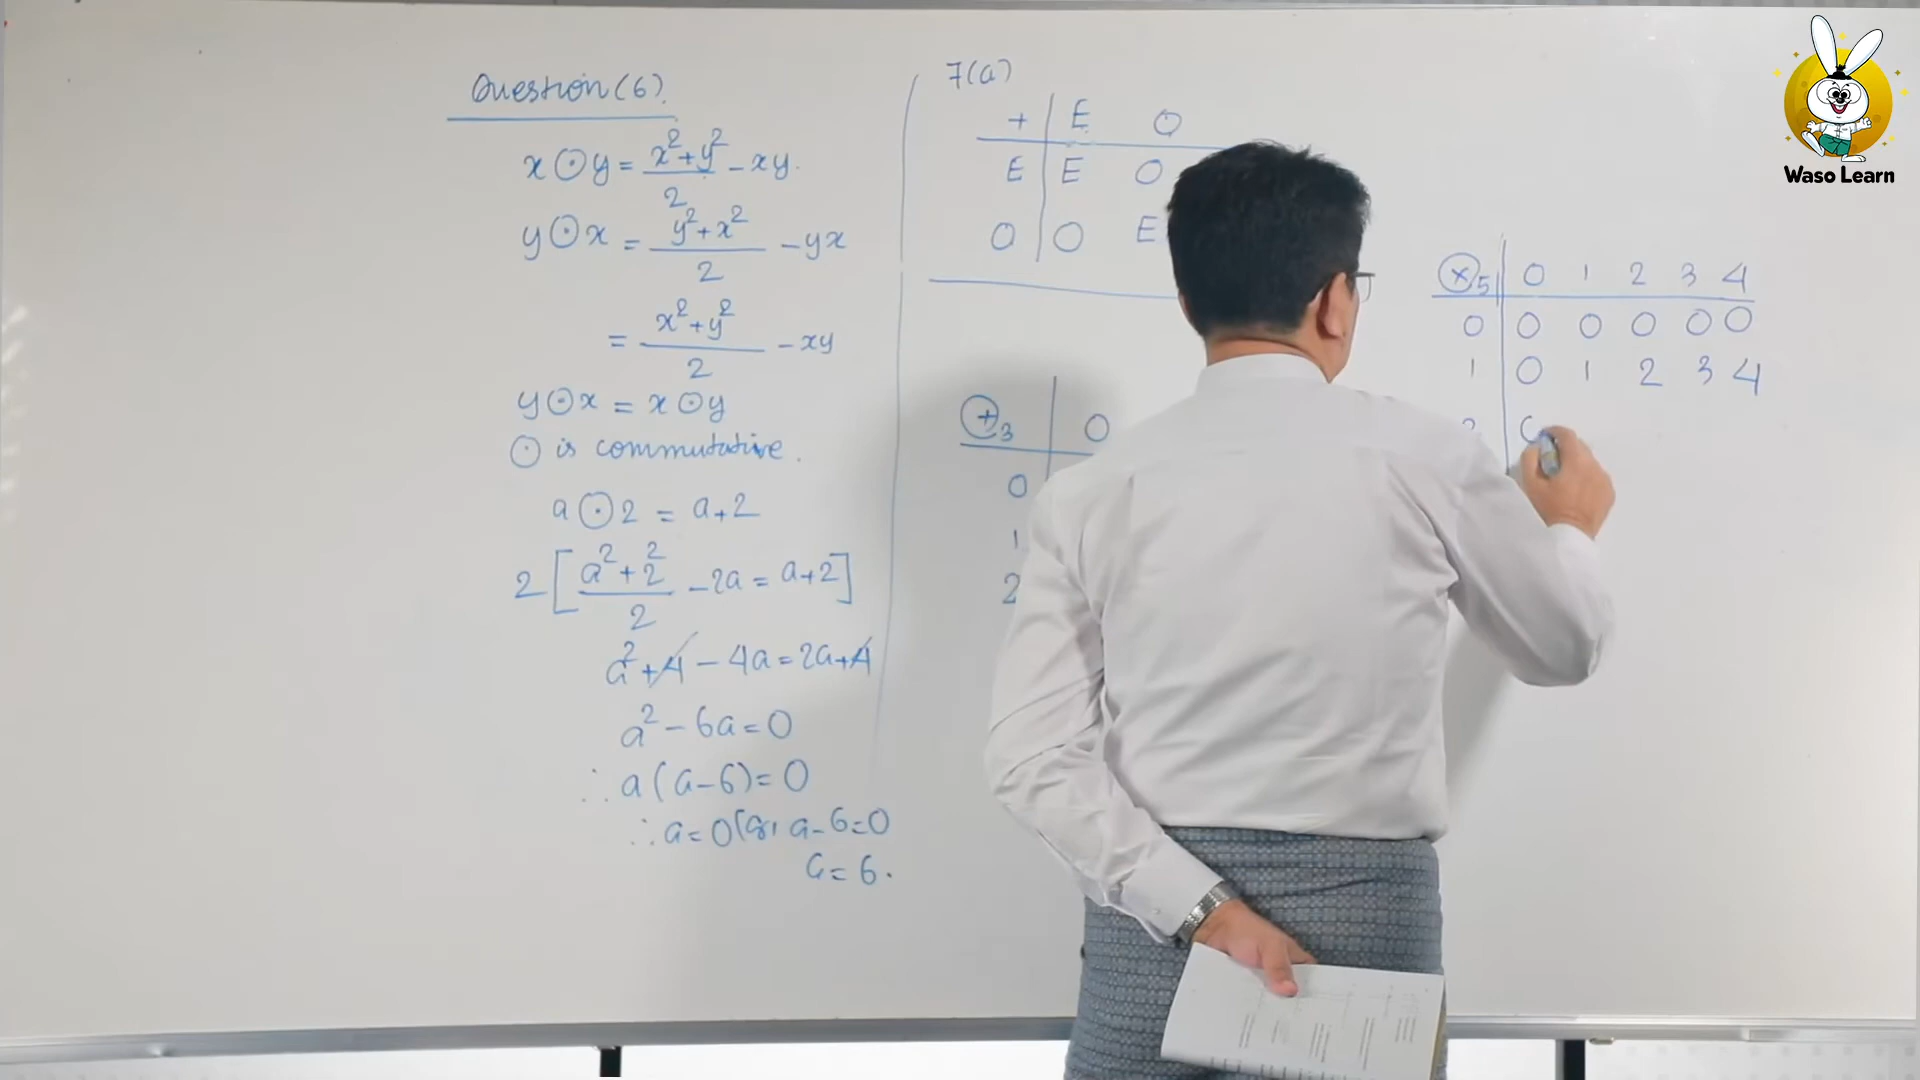 Question (6).
x ⊙ y = x²+y²/2 - xy.
y ⊙ x = y²+x²/2 - yx
= x²+y²/2 - xy
y ⊙ x = x ⊙ y
⊙ is commutative.
a ⊙ 2 = a+2
2 [ a²+2²/2 - 2a = a+2 ]
a²+4 - 4a = 2a+4
a² - 6a = 0
∴ a (a-6) = 0
∴ a = 0 (or) a-6=0
a = 6.
7(a)
+ E O
E E O
O O E
⊕3 0
0
1
2
⊗5 0 1 2 3 4
0 0 0 0 0 0
1 0 1 2 3 4
Waso Learn